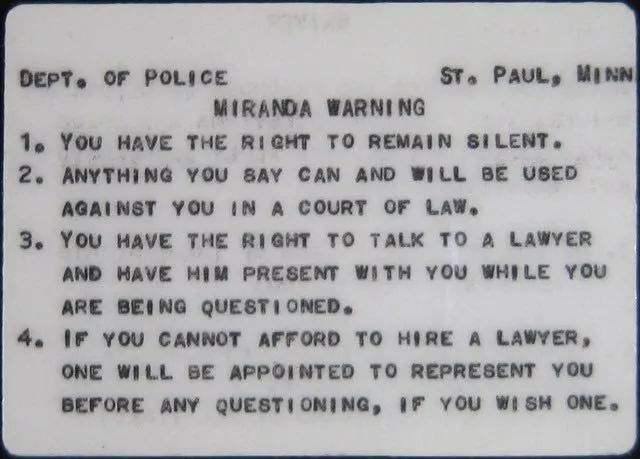 DEPT. OF POLICE ST. PAUL, MINN
MIRANDA WARNING
1. YOU HAVE THE RIGHT TO REMAIN SILENT.
2. ANYTHING YOU SAY CAN AND WILL BE USED
AGAINST YOU IN A COURT OF LAW.
3. YOU HAVE THE RIGHT TO TALK TO A LAWYER
AND HAVE HIM PRESENT WITH YOU WHILE YOU
ARE BEING QUESTIONED.
4. IF YOU CANNOT AFFORD TO HIRE A LAWYER,
ONE WILL BE APPOINTED TO REPRESENT YOU
BEFORE ANY QUESTIONING, IF YOU WISH ONE.